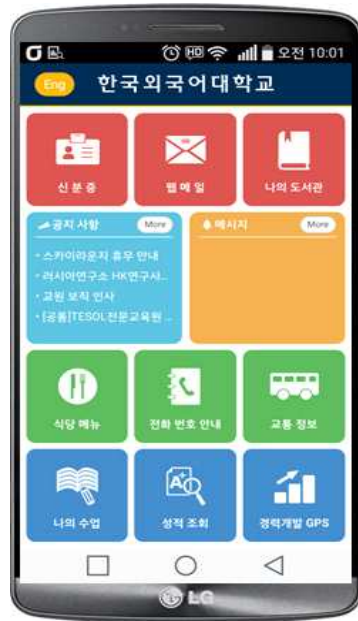 HD 오전 10:01
Eng 한국외국어대학교
신분증 웹메일 나의 도서관
공지 사항 More 메시지 More
• 스카이라운지 휴무 안내
• 러시아연구소 HK연구사..
• 교원 보직 인사
• [공통]TESOL전문교육원 ..
식당 메뉴 전화 번호 안내 교통 정보
나의 수업 A+ 성적 조회 경력개발 GPS
LG